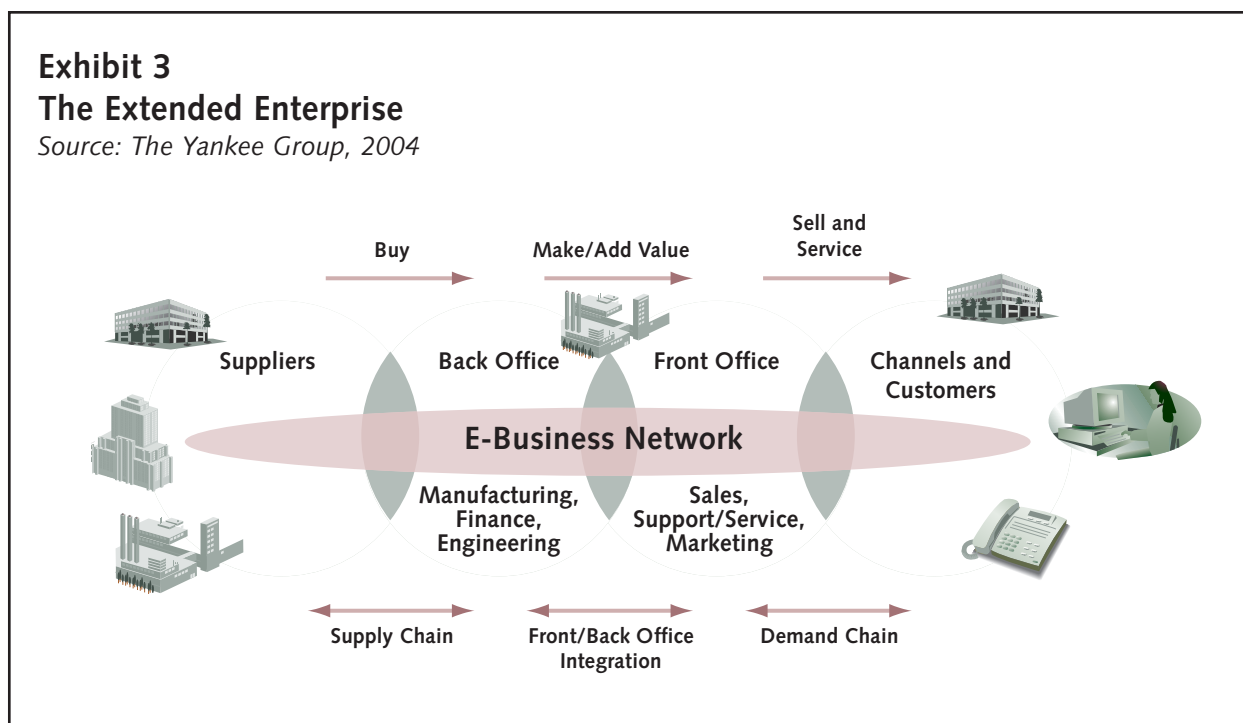 Exhibit 3
The Extended Enterprise
Source: The Yankee Group, 2004
Buy
Make/Add Value
Sell and
Service
Suppliers
Back Office
Front Office
Channels and
Customers
E-Business Network
Manufacturing,
Finance,
Engineering
Sales,
Support/Service,
Marketing
Supply Chain
Front/Back Office
Integration
Demand Chain